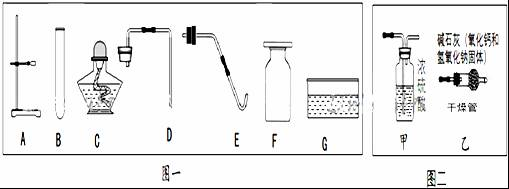 碱石灰（氧化钙和
氢氧化钠固体）
浓硫酸
干燥管
A B C D E F G
甲 乙
图一 图二